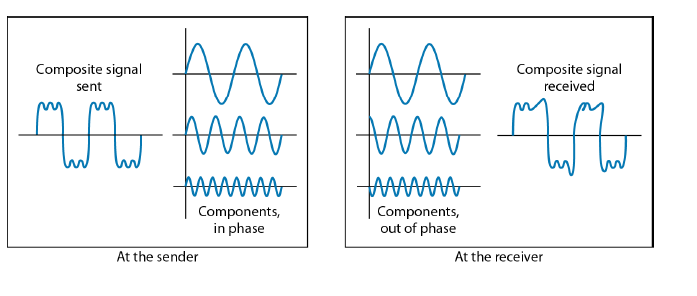 Composite signal
sent
Components,
in phase
At the sender
Composite signal
received
Components,
out of phase
At the receiver